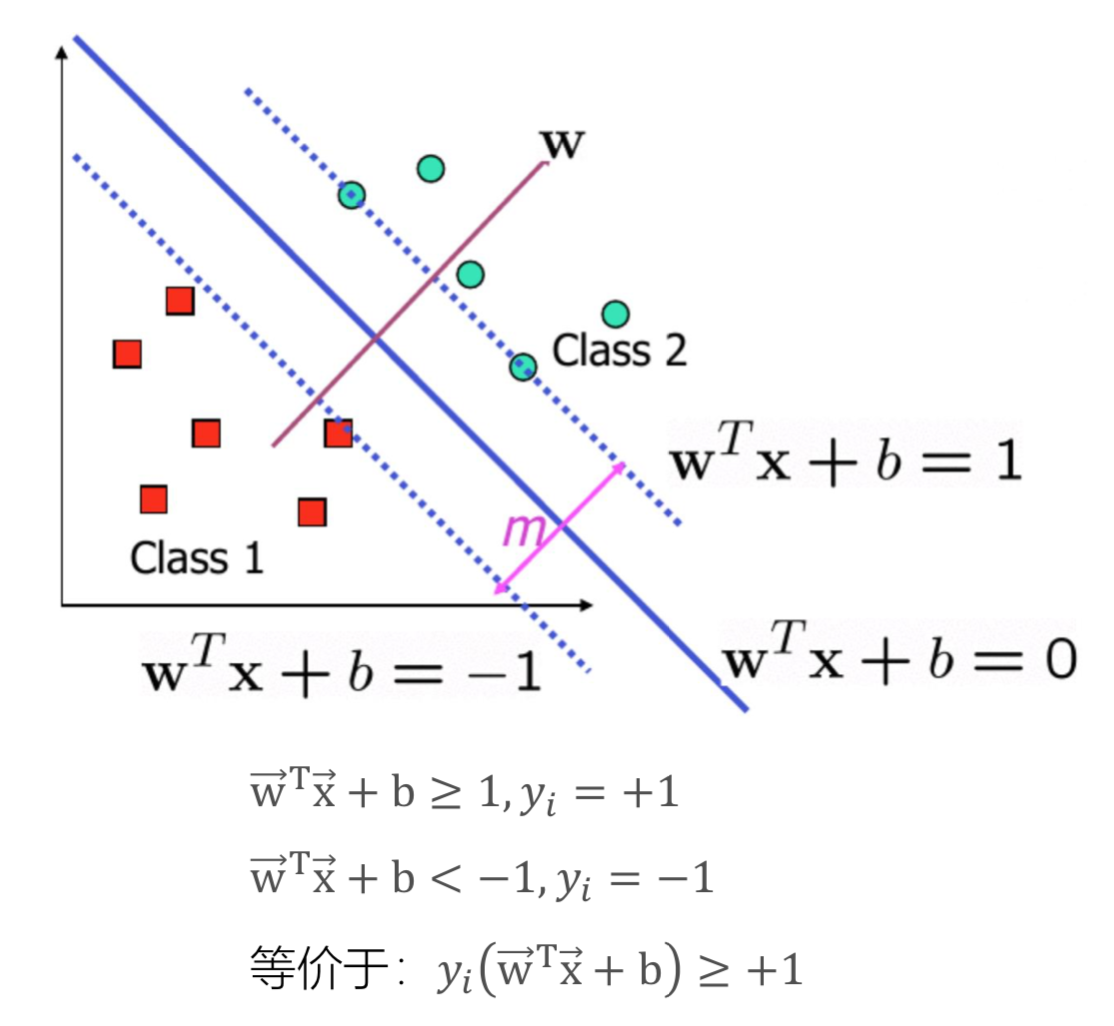 w
Class 2
w^T x + b = 1
m
Class 1
w^T x + b = −1
w^T x + b = 0
w⃗^T x⃗ + b ≥ 1, y_i = +1
w⃗^T x⃗ + b < −1, y_i = −1
等价于：y_i(w⃗^T x⃗ + b) ≥ +1